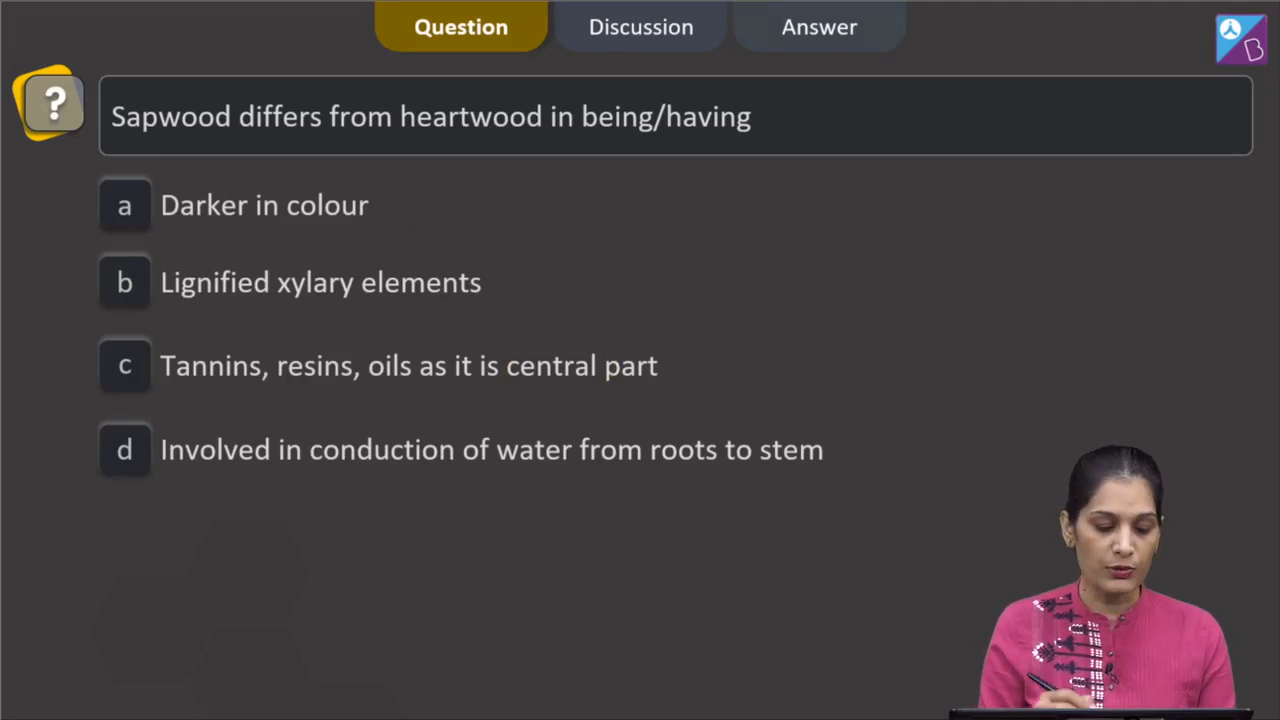 Question
Discussion
Answer
?
Sapwood differs from heartwood in being/having
a Darker in colour
b Lignified xylary elements
c Tannins, resins, oils as it is central part
d Involved in conduction of water from roots to stem
B